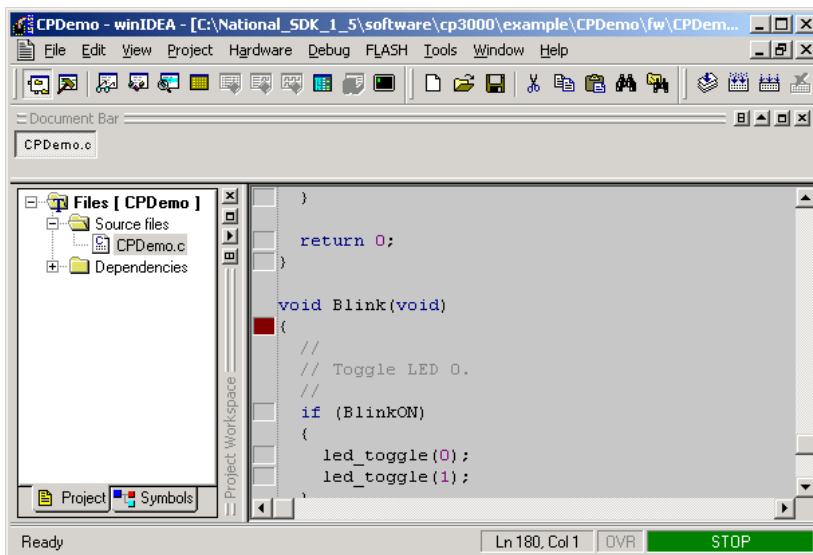 CPDemo - winIDEA - [C:\National_SDK_1_5\software\cp3000\example\CPDemo\fw\CPDem...
File Edit View Project Hardware Debug FLASH Tools Window Help
Document Bar
CPDemo.c
Files [ CPDemo ]
Source files
CPDemo.c
Dependencies
Project Workspace
Project Symbols
}
return 0;
}
void Blink(void)
{
//
// Toggle LED 0.
//
if (BlinkON)
{
led_toggle(0);
led_toggle(1);
Ready Ln 180, Col 1 OVR STOP